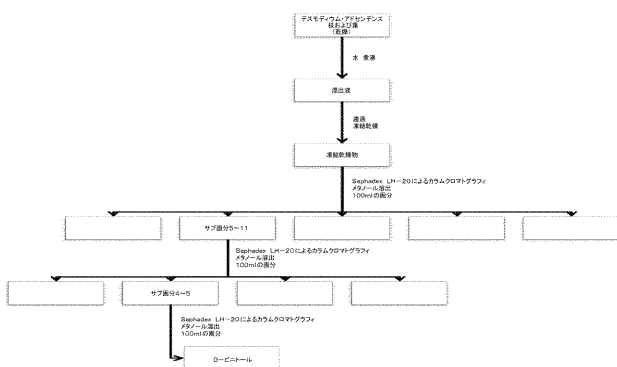 デスモディウム・アドセンデンス
枝および葉
(乾燥)
水 煮沸
浸出液
濾過
凍結乾燥
凍結乾燥物
Sephadex LH－20によるカラムクロマトグラフィ
メタノール溶出
100mlの画分
サブ画分5～11
Sephadex LH－20によるカラムクロマトグラフィ
メタノール溶出
100mlの画分
サブ画分4～5
Sephadex LH－20によるカラムクロマトグラフィ
メタノール溶出
100mlの画分
D－ピニトール